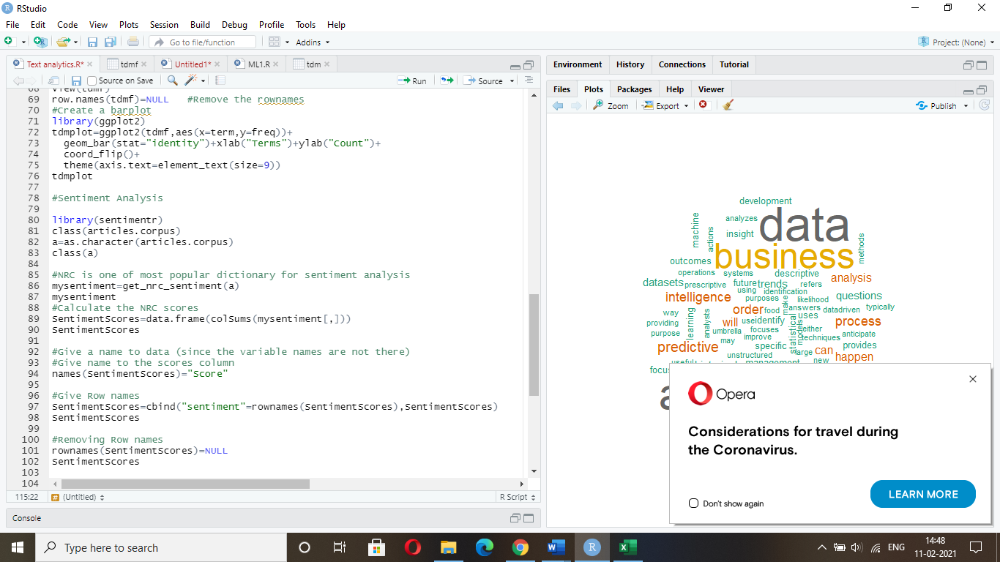 RStudio
File Edit Code View Plots Session Build Debug Profile Tools Help
Go to file/function
Addins
Project: (None)
Text analytics.R*
tdmf
Untitled1*
ML1.R
tdm
Source on Save
Run
Source
68 View(tdmf)
69 row.names(tdmf)=NULL   #Remove the rownames
70 #Create a barplot
71 library(ggplot2)
72 tdmplot=ggplot2(tdmf,aes(x=term,y=freq))+
73   geom_bar(stat="identity")+xlab("Terms")+ylab("Count")+
74   coord_flip()+
75   theme(axis.text=element_text(size=9))
76 tdmplot
77
78 #Sentiment Analysis
79
80 library(sentimentr)
81 class(articles.corpus)
82 a=as.character(articles.corpus)
83 class(a)
84
85 #NRC is one of most popular dictionary for sentiment analysis
86 mysentiment=get_nrc_sentiment(a)
87 mysentiment
88 #Calculate the NRC scores
89 SentimentScores=data.frame(colSums(mysentiment[,]))
90 SentimentScores
91
92 #Give a name to data (since the variable names are not there)
93 #Give name to the scores column
94 names(SentimentScores)="Score"
95
96 #Give Row names
97 SentimentScores=cbind("sentiment"=rownames(SentimentScores),SentimentScores)
98 SentimentScores
99
100 #Removing Row names
101 rownames(SentimentScores)=NULL
102 SentimentScores
103
104
115:22
# (Untitled)
R Script
Console
Environment History Connections Tutorial
Files Plots Packages Help Viewer
Zoom Export Publish
development
machine
analyzes
data
actions
insight
methods
outcomes
business
operations systems descriptive
datasets prescriptive future trends refers analysis
using identification
intelligence purposes make likelihood questions
way learning analysts order food answers datadriven typically
providing will useidentify statistical models uses process
purpose umbrella focuses either
may improve techniques anticipate
predictive specific large can provides
unstructured new happen
useful management
focus
a
Opera
Considerations for travel during
the Coronavirus.
Don't show again
LEARN MORE
Type here to search
ENG
14:48
11-02-2021